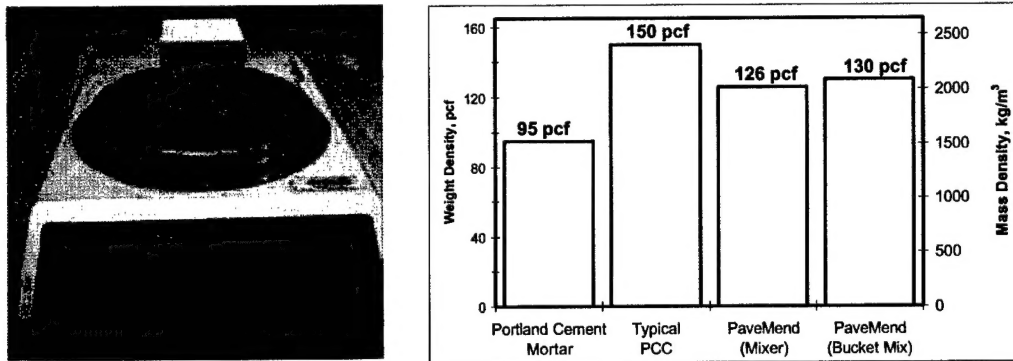 160
120
80
40
0
Weight Density, pcf
95 pcf
150 pcf
126 pcf
130 pcf
2500
2000
1500
1000
500
0
Mass Density, kg/m³
Portland Cement
Mortar
Typical
PCC
PaveMend
(Mixer)
PaveMend
(Bucket Mix)